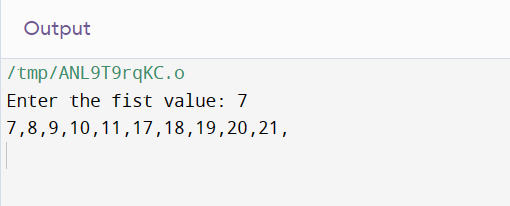 Output
/tmp/ANL9T9rqKC.o
Enter the fist value: 7
7,8,9,10,11,17,18,19,20,21,